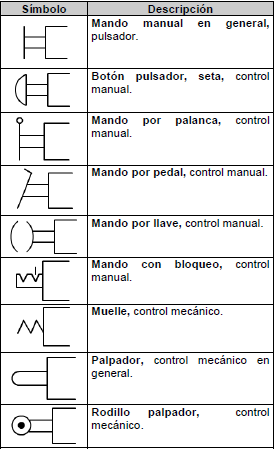 Símbolo Descripción
Mando manual en general,
pulsador.
Botón pulsador, seta, control
manual.
Mando por palanca, control
manual.
Mando por pedal, control manual.
Mando por llave, control manual.
Mando con bloqueo, control
manual.
Muelle, control mecánico.
Palpador, control mecánico en
general.
Rodillo palpador, control
mecánico.